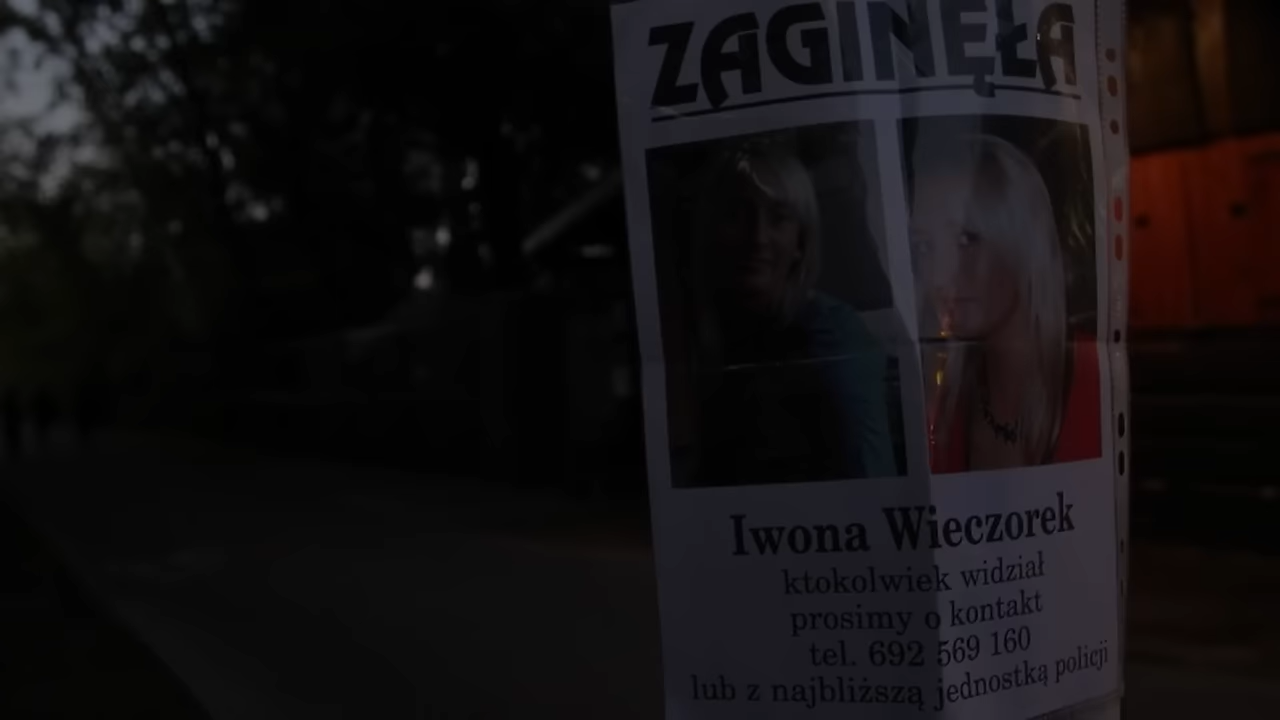 ZAGINĘŁA
Iwona Wieczorek
ktokolwiek widział
prosimy o kontakt
tel. 692 569 160
lub z najbliższą jednostką policji